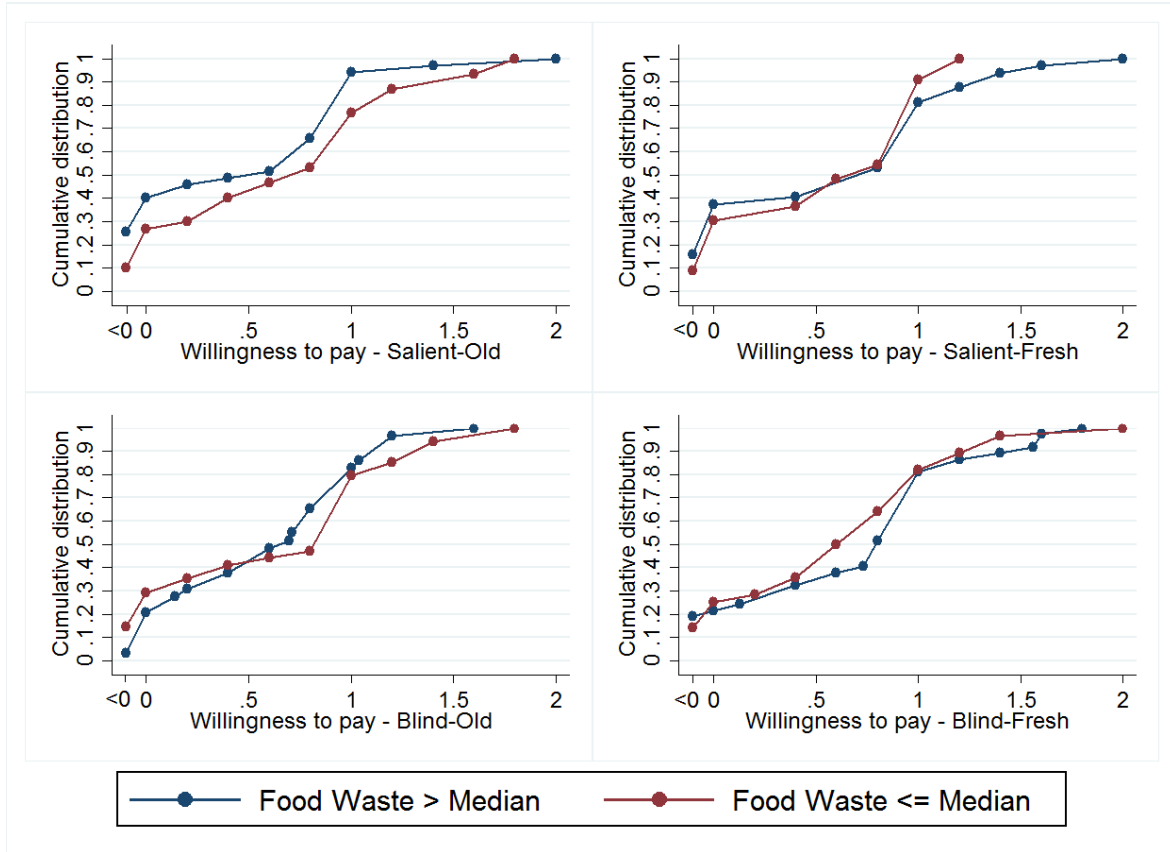 Cumulative distribution
0 .1 .2 .3 .4 .5 .6 .7 .8 .9 1
<0 0 .5 1 1.5 2
Willingness to pay - Salient-Old
Cumulative distribution
0 .1 .2 .3 .4 .5 .6 .7 .8 .9 1
<0 0 .5 1 1.5 2
Willingness to pay - Salient-Fresh
Cumulative distribution
0 .1 .2 .3 .4 .5 .6 .7 .8 .9 1
<0 0 .5 1 1.5 2
Willingness to pay - Blind-Old
Cumulative distribution
0 .1 .2 .3 .4 .5 .6 .7 .8 .9 1
<0 0 .5 1 1.5 2
Willingness to pay - Blind-Fresh
Food Waste > Median
Food Waste <= Median